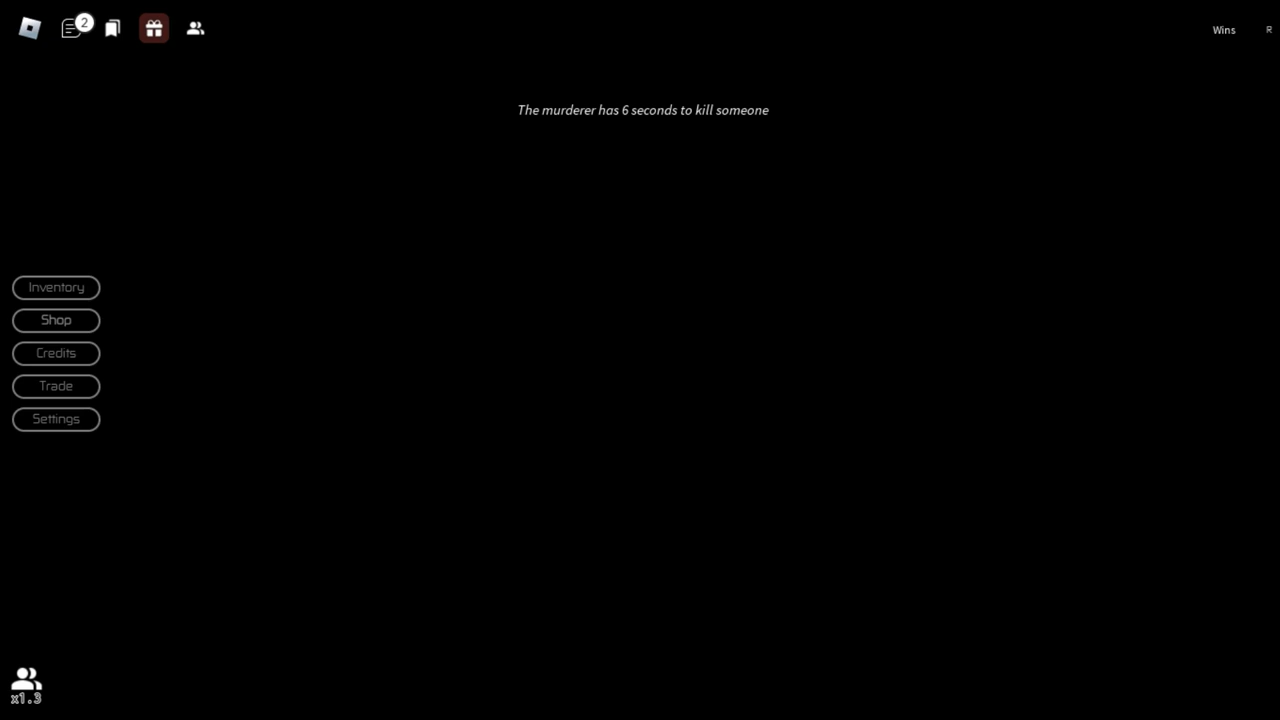 2
Wins
R
The murderer has 6 seconds to kill someone
Inventory
Shop
Credits
Trade
Settings
x1.3